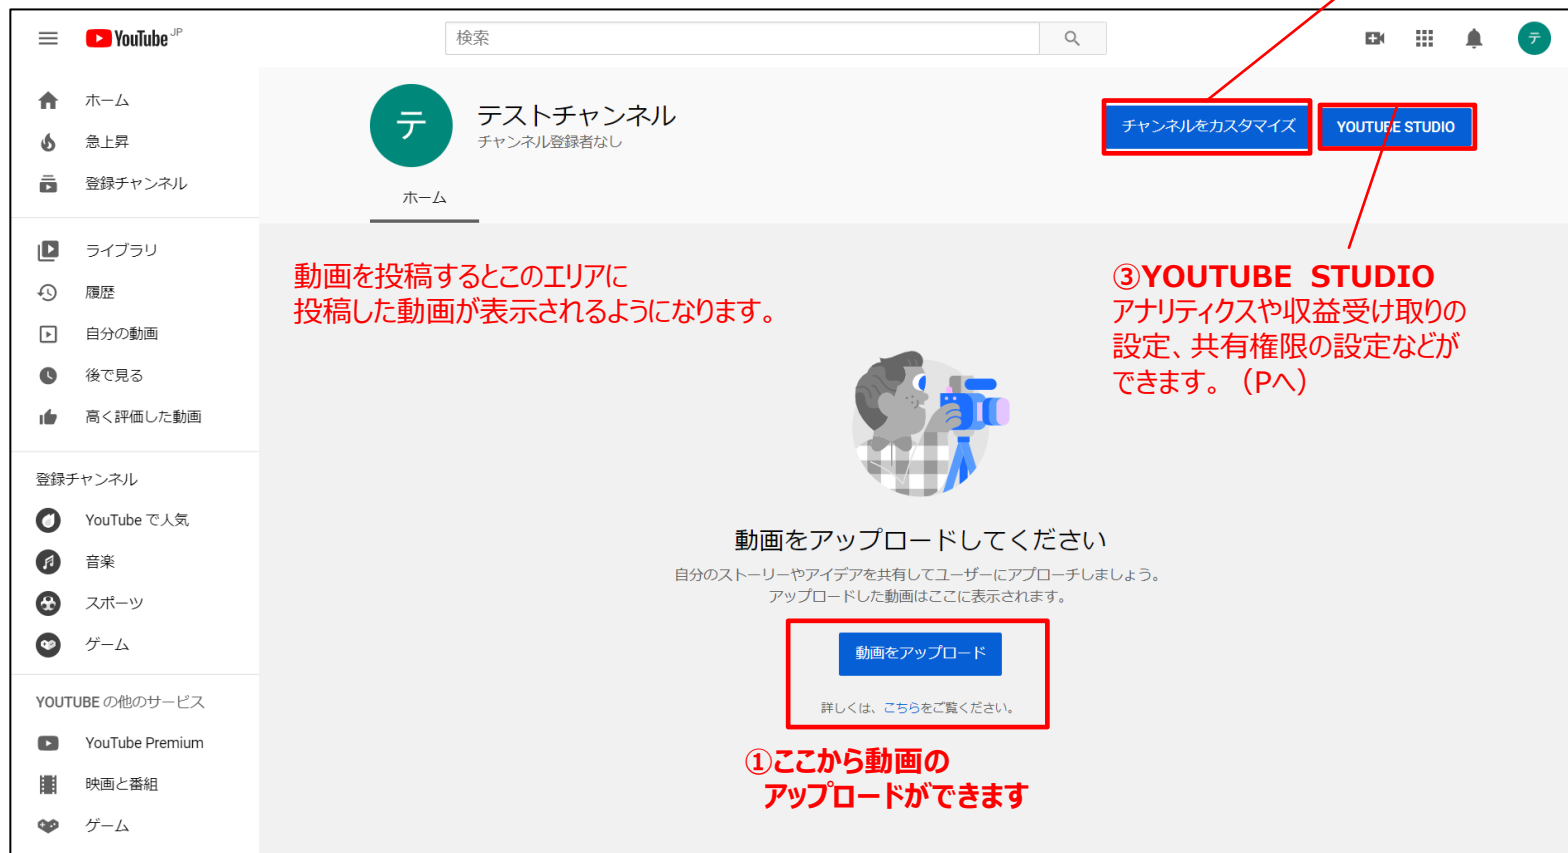 YouTube JP
検索
テ
ホーム
急上昇
登録チャンネル
ライブラリ
履歴
自分の動画
後で見る
高く評価した動画
登録チャンネル
YouTube で人気
音楽
スポーツ
ゲーム
YOUTUBE の他のサービス
YouTube Premium
映画と番組
ゲーム
テ
テストチャンネル
チャンネル登録者なし
チャンネルをカスタマイズ
YOUTUBE STUDIO
ホーム
動画を投稿するとこのエリアに
投稿した動画が表示されるようになります。
③YOUTUBE STUDIO
アナリティクスや収益受け取りの
設定、共有権限の設定などが
できます。（Pへ）
動画をアップロードしてください
自分のストーリーやアイデアを共有してユーザーにアプローチしましょう。
アップロードした動画はここに表示されます。
動画をアップロード
詳しくは、こちらをご覧ください。
①ここから動画の
アップロードができます